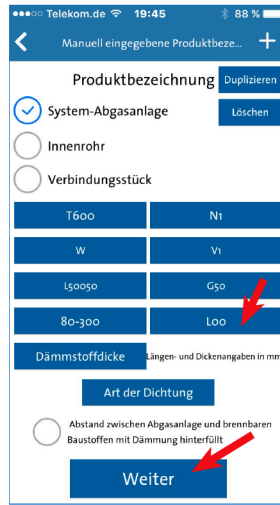 Telekom.de 19:45 88 %
Manuell eingegebene Produktbeze... +
Produktbezeichnung Duplizieren
System-Abgasanlage Löschen
Innenrohr
Verbindungsstück
T600 N1
W V1
L50050 G50
80-300 L00
Dämmstoffdicke Längen- und Dickenangaben in mm
Art der Dichtung
Abstand zwischen Abgasanlage und brennbaren
Baustoffen mit Dämmung hinterfüllt
Weiter